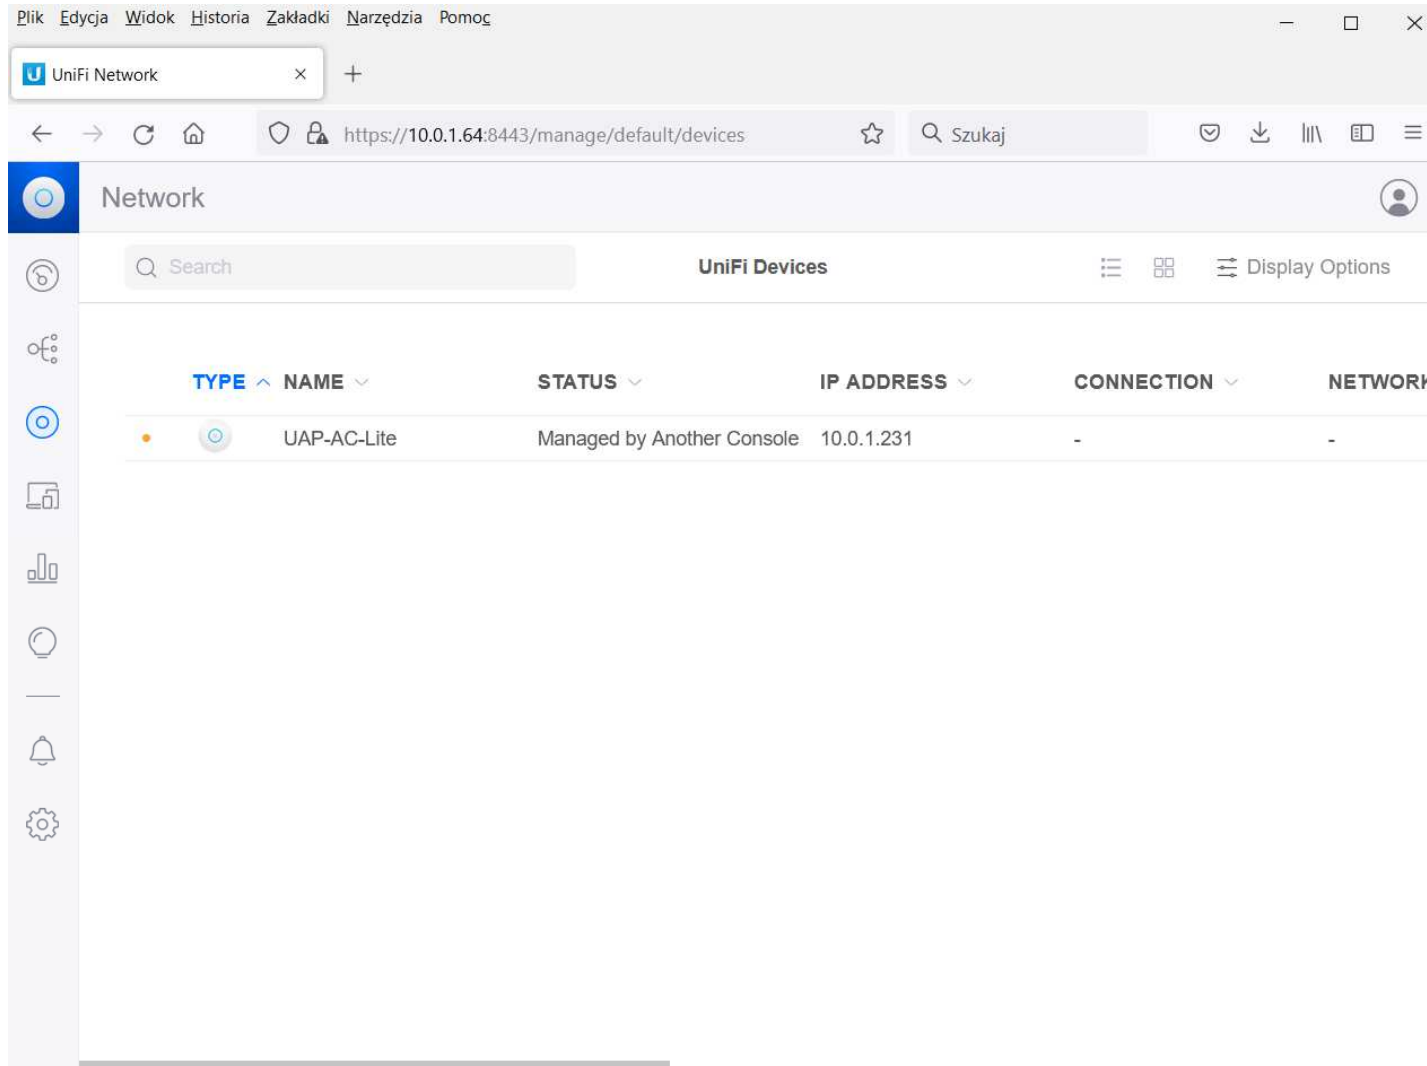 Plik Edycja Widok Historia Zakładki Narzędzia Pomoc
UniFi Network
https://10.0.1.64:8443/manage/default/devices
Szukaj
Network
Search
UniFi Devices
Display Options
TYPE NAME STATUS IP ADDRESS CONNECTION NETWORK
UAP-AC-Lite Managed by Another Console 10.0.1.231 - -